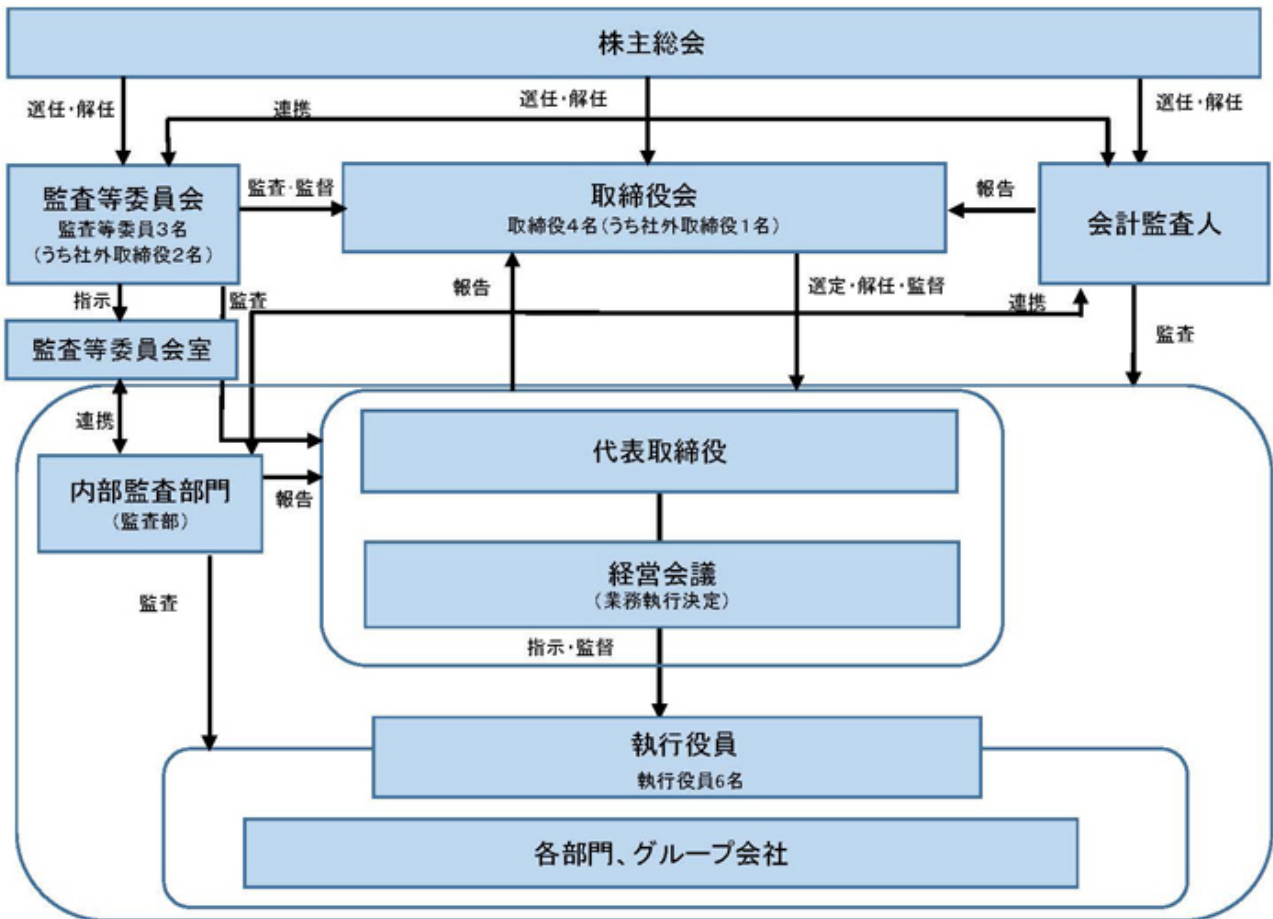 株主総会
選任・解任
連携
選任・解任
選任・解任
監査等委員会
監査等委員3名
(うち社外取締役2名)
監査・監督
取締役会
取締役4名(うち社外取締役1名)
報告
会計監査人
指示
監査
報告
選定・解任・監督
連携
監査
監査等委員会室
連携
代表取締役
内部監査部門
(監査部)
報告
経営会議
(業務執行決定)
監査
指示・監督
執行役員
執行役員6名
各部門、グループ会社